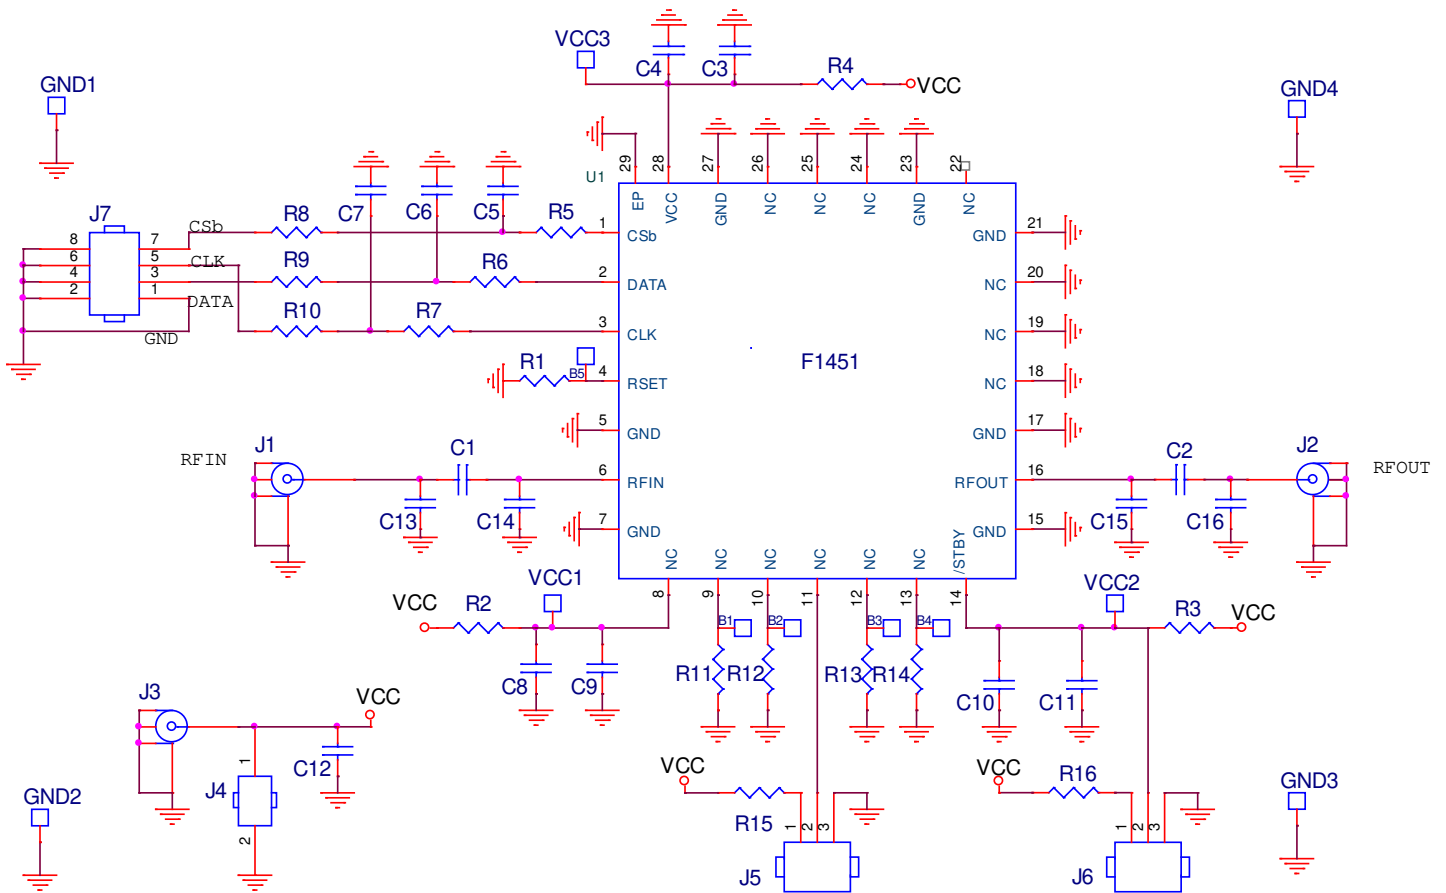 VCC3
C4
C3
R4
VCC
GND1
GND4
29
28
27
26
25
24
23
22
U1
EP
VCC
GND
NC
NC
NC
GND
NC
J7
8
6
4
2
7
5
3
1
CSb
CLK
DATA
GND
R8
R9
R10
C7
C6
C5
R5
R6
R7
1
CSb
2
DATA
3
CLK
R1
B5
4
RSET
5
GND
RFIN
J1
C1
6
RFIN
C13
C14
7
GND
F1451
GND
21
NC
20
NC
19
NC
18
GND
17
RFOUT
16
C2
J2
RFOUT
C15
C16
GND
15
NC
NC
NC
NC
NC
NC
/STBY
8
9
10
11
12
13
14
VCC
R2
VCC1
C8
C9
B1
B2
B3
B4
R11
R12
R13
R14
VCC2
R3
VCC
C10
C11
J3
VCC
1
C12
J4
2
GND2
VCC
R15
1
2
3
J5
VCC
R16
1
2
3
J6
GND3